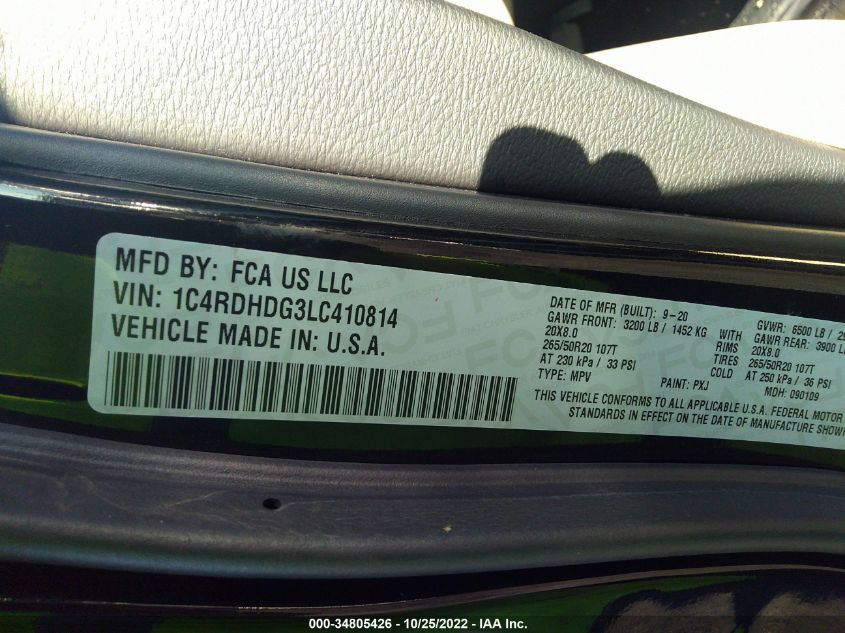 MFD BY: FCA US LLC
VIN: 1C4RDHDG3LC410814
VEHICLE MADE IN: U.S.A.
DATE OF MFR (BUILT): 9-20
GAWR FRONT: 3200 LB / 1452 KG WITH
20X8.0 RIMS
265/50R20 107T TIRES
AT 230 kPa / 33 PSI COLD
TYPE: MPV PAINT: PXJ
GVWR: 6500 LB
GAWR REAR: 3900
20X8.0
265/50R20 107T
AT 250 kPa / 36 PSI
MDH: 090109
THIS VEHICLE CONFORMS TO ALL APPLICABLE U.S.A. FEDERAL MOTOR
STANDARDS IN EFFECT ON THE DATE OF MANUFACTURE
000-34805426 - 10/25/2022 - IAA Inc.